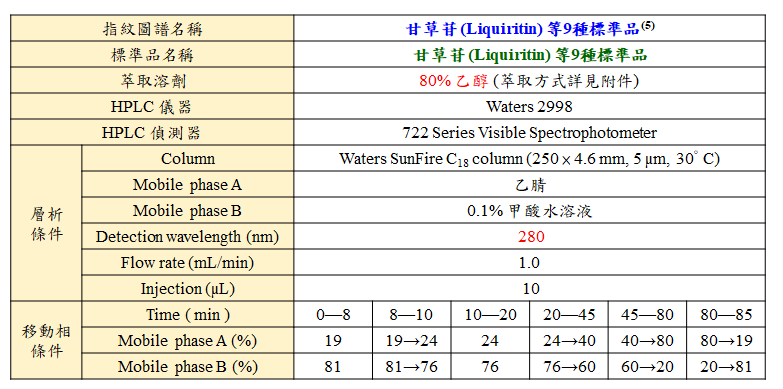 指紋圖譜名稱 甘草苷 (Liquiritin) 等9種標準品(5)
標準品名稱 甘草苷 (Liquiritin) 等9種標準品
萃取溶劑 80% 乙醇 (萃取方式詳見附件)
HPLC 儀器 Waters 2998
HPLC 偵測器 722 Series Visible Spectrophotometer
層析條件
Column Waters SunFire C18 column (250 x 4.6 mm, 5 μm, 30° C)
Mobile phase A 乙腈
Mobile phase B 0.1% 甲酸水溶液
Detection wavelength (nm) 280
Flow rate (mL/min) 1.0
Injection (μL) 10
移動相條件
Time ( min ) 0—8 8—10 10—20 20—45 45—80 80—85
Mobile phase A (%) 19 19→24 24 24→40 40→80 80→19
Mobile phase B (%) 81 81→76 76 76→60 60→20 20→81